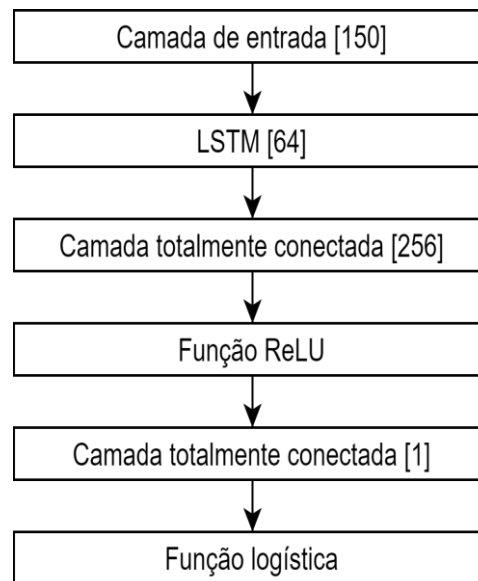 Camada de entrada [150]
LSTM [64]
Camada totalmente conectada [256]
Função ReLU
Camada totalmente conectada [1]
Função logística